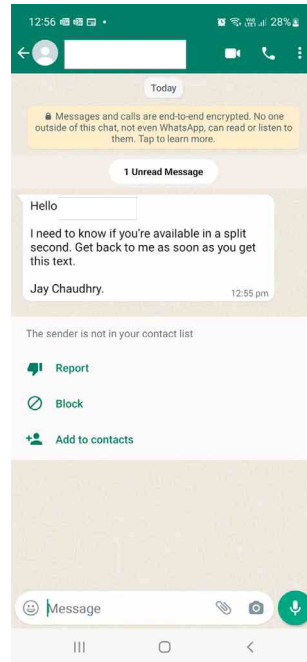 12:56 28%
Today
Messages and calls are end-to-end encrypted. No one
outside of this chat, not even WhatsApp, can read or listen to
them. Tap to learn more.
1 Unread Message
Hello
I need to know if you're available in a split
second. Get back to me as soon as you get
this text.
Jay Chaudhry.
12:55 pm
The sender is not in your contact list
Report
Block
Add to contacts
Message